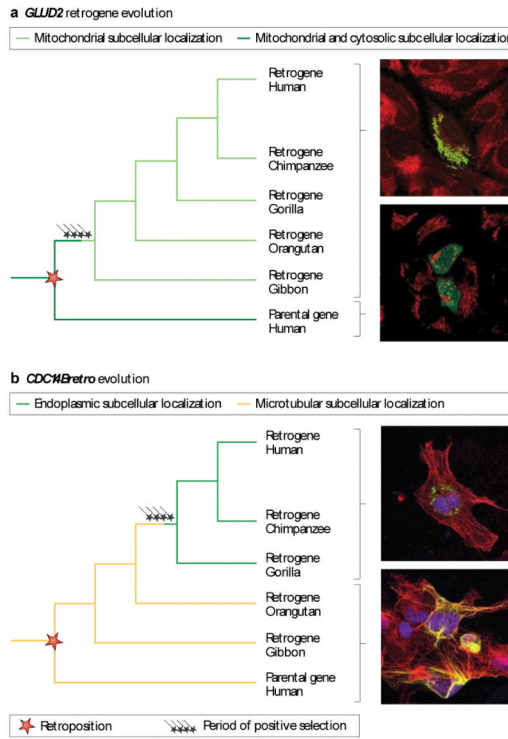 a GLUD2 retrogene evolution
Mitochondrial subcellular localization
Mitochondrial and cytosolic subcellular localization
Retrogene
Human
Retrogene
Chimpanzee
Retrogene
Gorilla
Retrogene
Orangutan
Retrogene
Gibbon
Parental gene
Human
b CDC14Bretro evolution
Endoplasmic subcellular localization
Microtubular subcellular localization
Retrogene
Human
Retrogene
Chimpanzee
Retrogene
Gorilla
Retrogene
Orangutan
Retrogene
Gibbon
Parental gene
Human
Retroposition
Period of positive selection